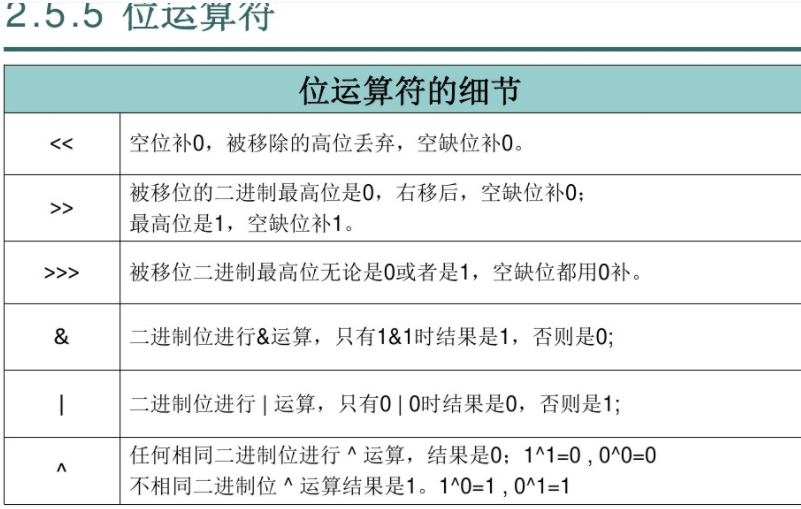 2.5.5 位运算符
位运算符的细节
<< 空位补0，被移除的高位丢弃，空缺位补0。
>> 被移位的二进制最高位是0，右移后，空缺位补0；
最高位是1，空缺位补1。
>>> 被移位二进制最高位无论是0或者是1，空缺位都用0补。
& 二进制位进行&运算，只有1&1时结果是1，否则是0;
| 二进制位进行 | 运算，只有0 | 0时结果是0，否则是1;
^ 任何相同二进制位进行 ^ 运算，结果是0；1^1=0 , 0^0=0
不相同二进制位 ^ 运算结果是1。1^0=1 , 0^1=1